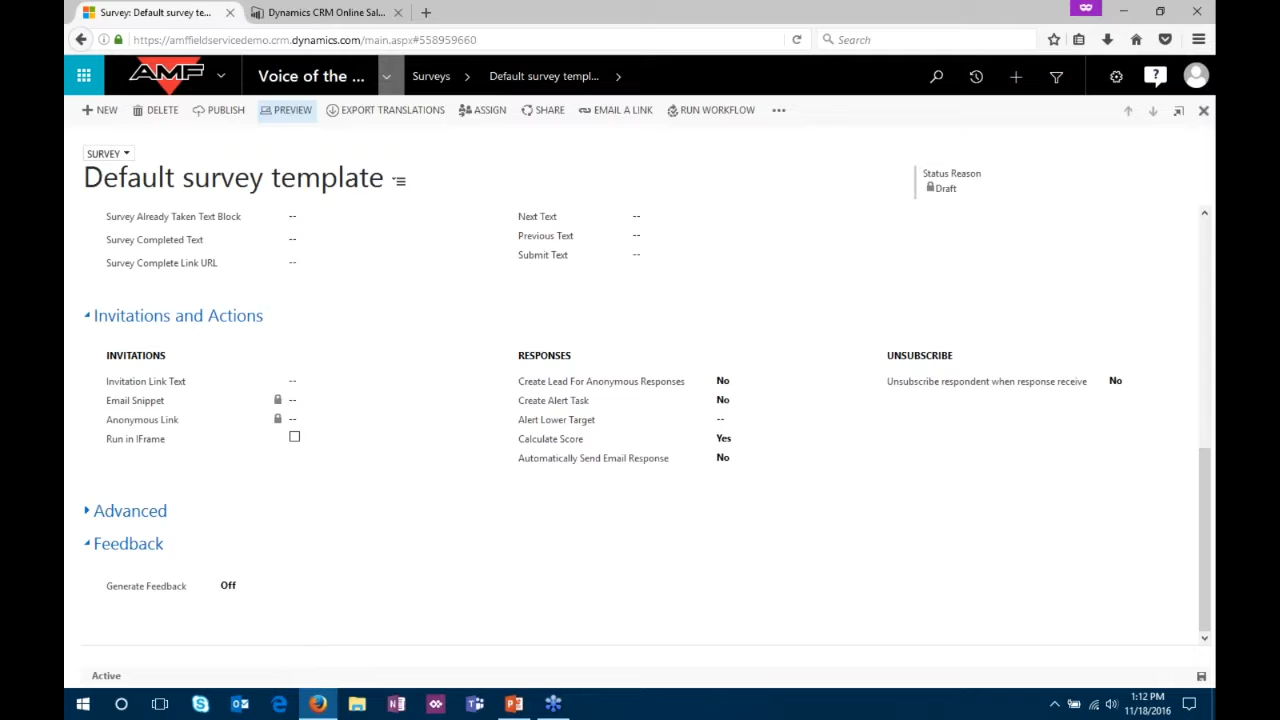 Survey: Default survey te...
Dynamics CRM Online Sal...
https://amffieldservicedemo.crm.dynamics.com/main.aspx#558959660
Search
AMF
Voice of the ...
Surveys
Default survey templ...
NEW
DELETE
PUBLISH
PREVIEW
EXPORT TRANSLATIONS
ASSIGN
SHARE
EMAIL A LINK
RUN WORKFLOW
SURVEY
Default survey template
Status Reason
Draft
Survey Already Taken Text Block --
Survey Completed Text --
Survey Complete Link URL --
Next Text --
Previous Text --
Submit Text --
Invitations and Actions
INVITATIONS
Invitation Link Text --
Email Snippet --
Anonymous Link --
Run in IFrame
RESPONSES
Create Lead For Anonymous Responses No
Create Alert Task No
Alert Lower Target --
Calculate Score Yes
Automatically Send Email Response No
UNSUBSCRIBE
Unsubscribe respondent when response receive No
Advanced
Feedback
Generate Feedback Off
Active
1:12 PM
11/18/2016